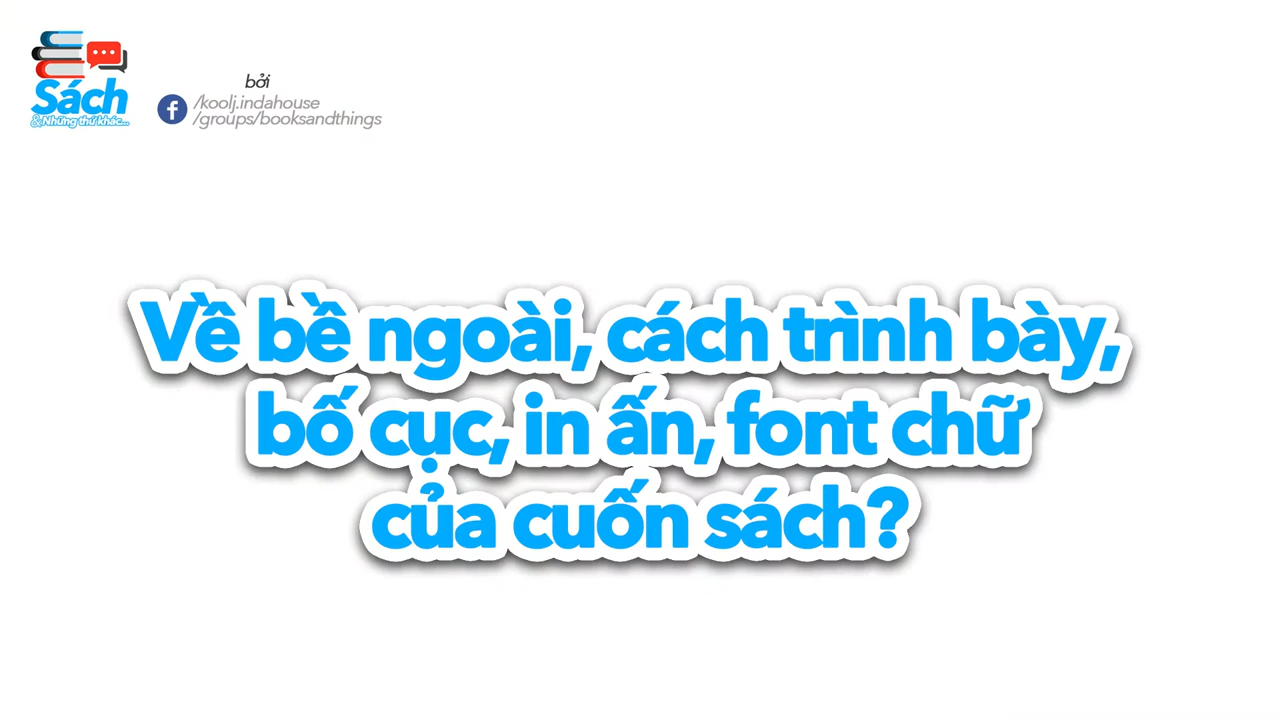 Sách
& Những thứ khác...
bởi
/koolj.indahouse
/groups/booksandthings
Về bề ngoài, cách trình bày,
bố cục, in ấn, font chữ
của cuốn sách?